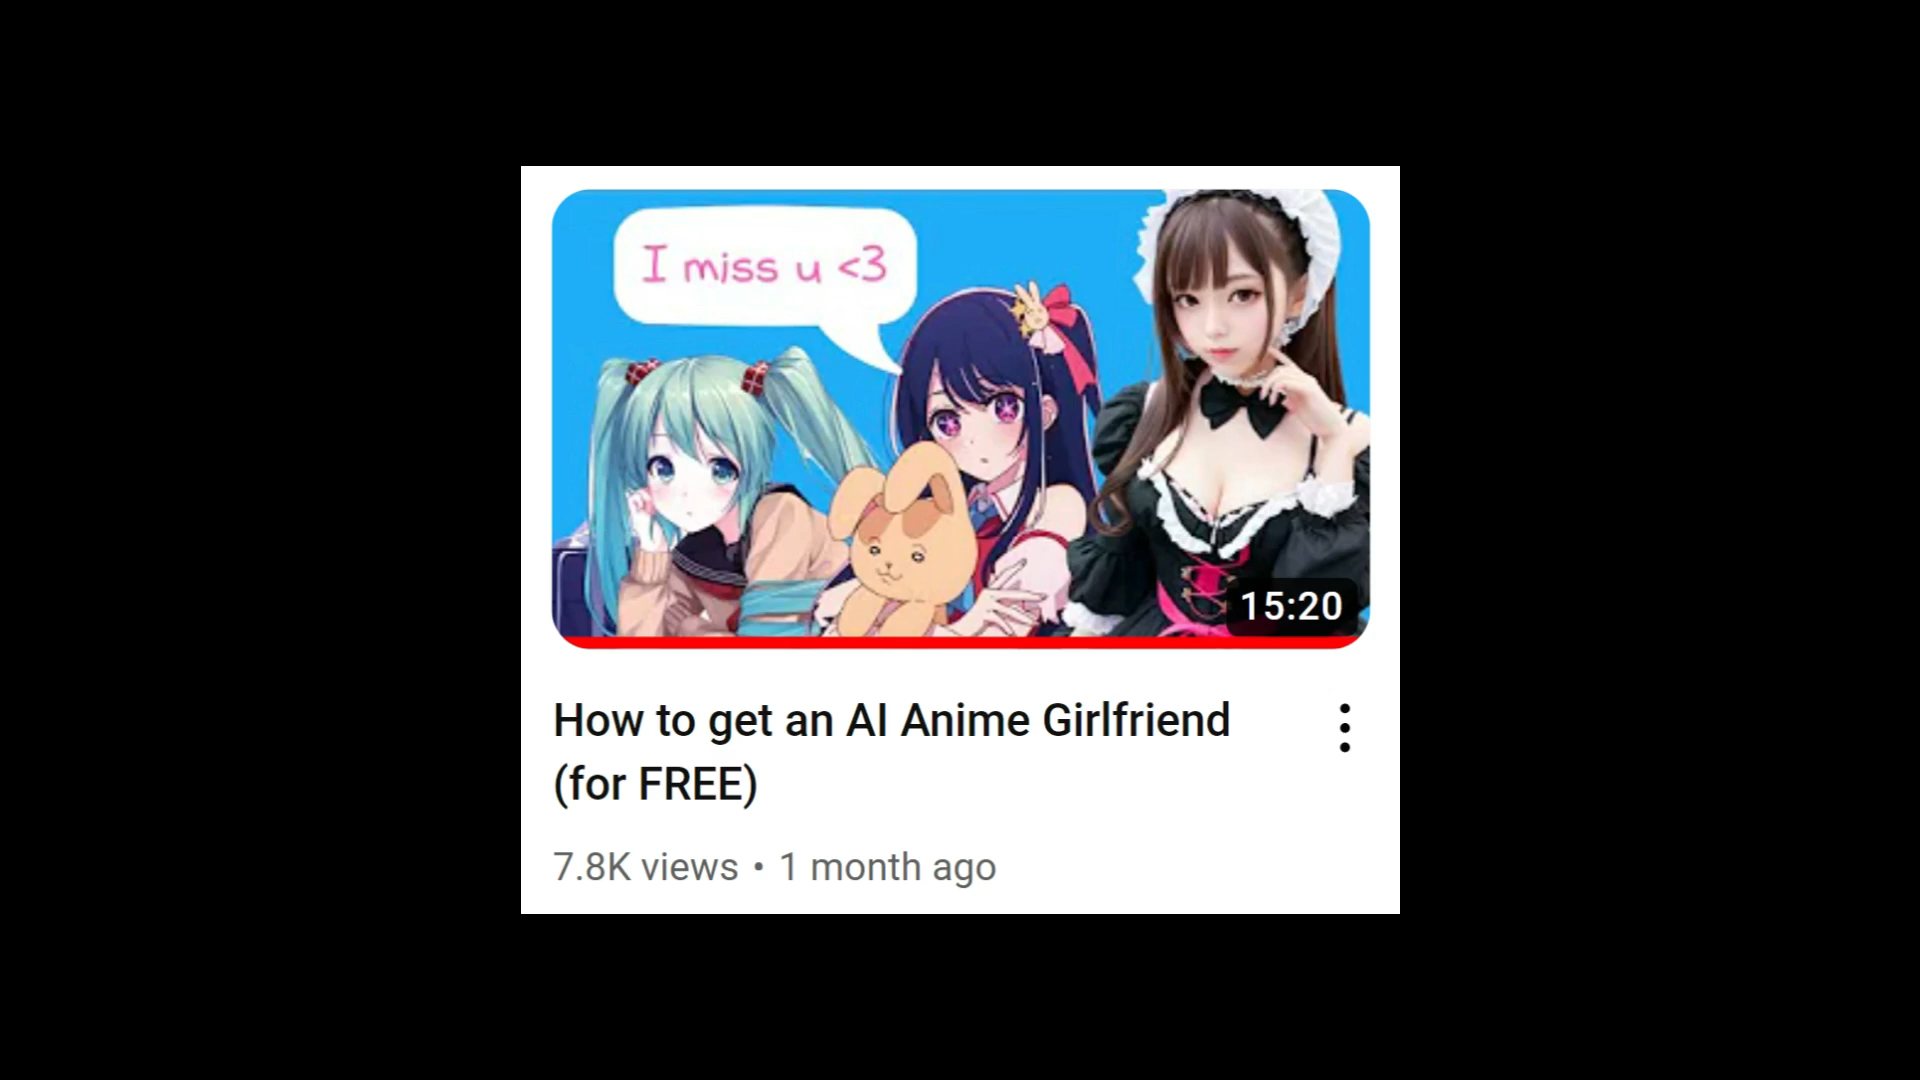 I miss u <3
15:20
How to get an AI Anime Girlfriend
(for FREE)
7.8K views • 1 month ago